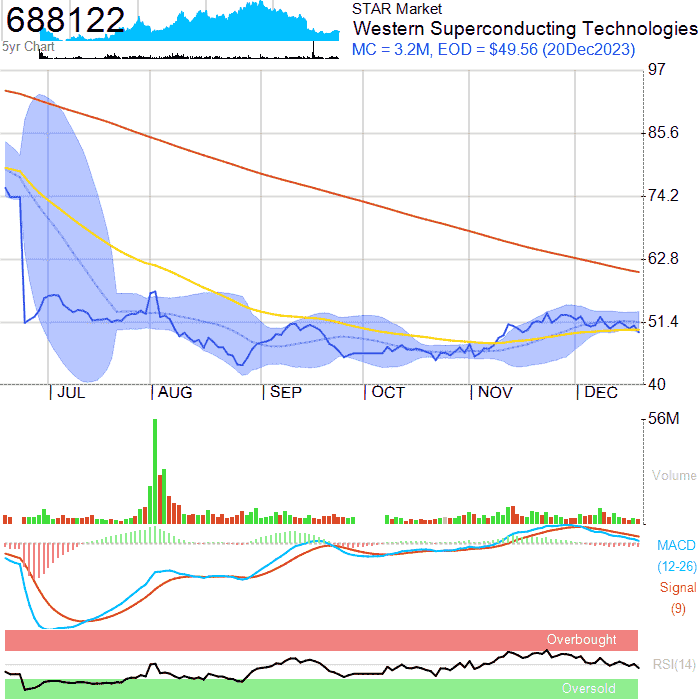 688122
5yr Chart
STAR Market
Western Superconducting Technologies
MC = 3.2M, EOD = $49.56 (20Dec2023)
97
85.6
74.2
62.8
51.4
40
JUL AUG SEP OCT NOV DEC
56M
Volume
MACD
(12-26)
Signal
(9)
Overbought
RSI(14)
Oversold